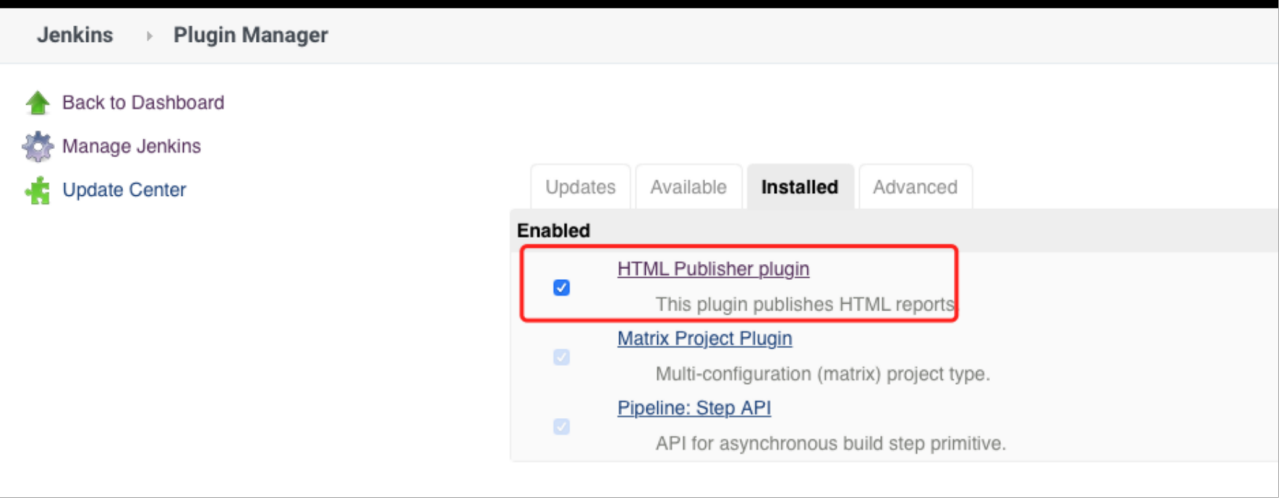 Jenkins Plugin Manager
Back to Dashboard
Manage Jenkins
Update Center
Updates Available Installed Advanced
Enabled
HTML Publisher plugin
This plugin publishes HTML reports
Matrix Project Plugin
Multi-configuration (matrix) project type.
Pipeline: Step API
API for asynchronous build step primitive.